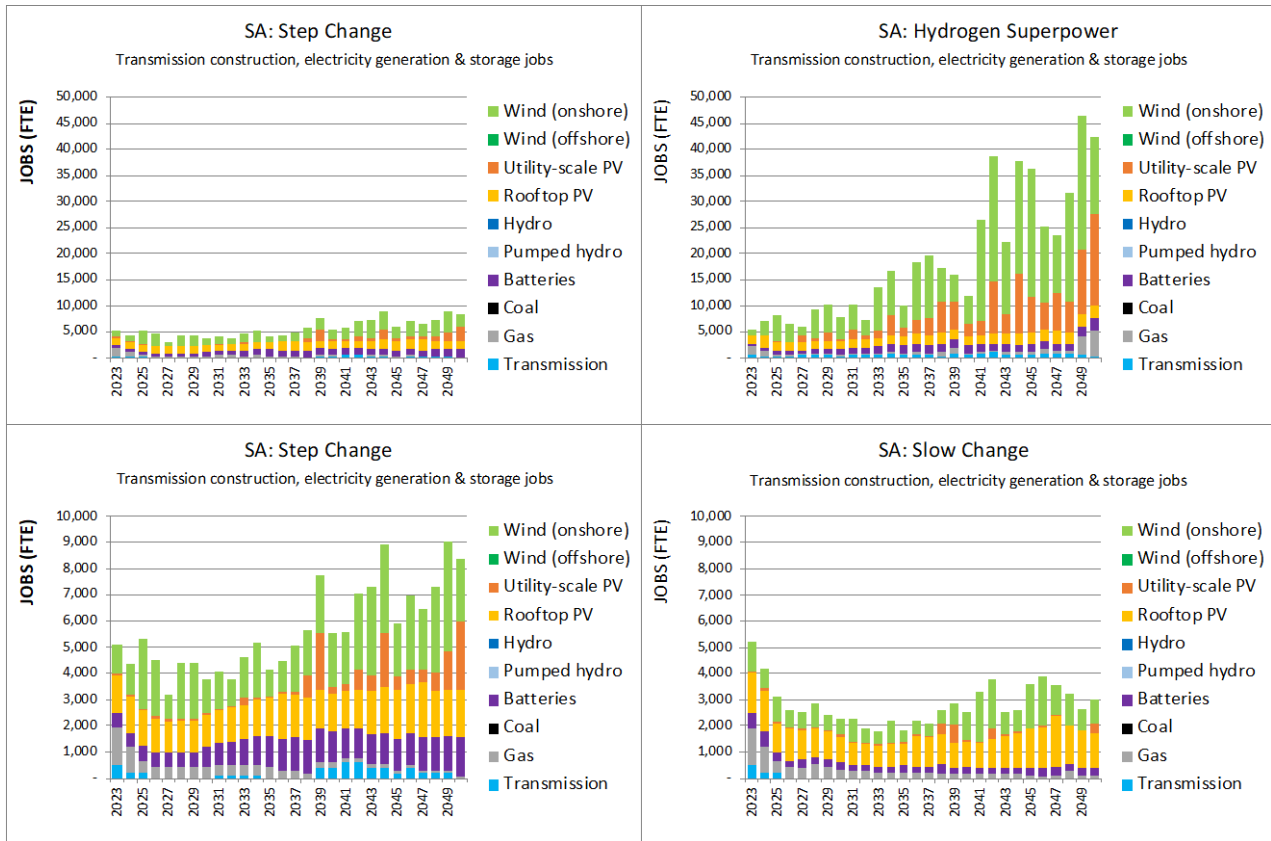 SA: Step Change
Transmission construction, electricity generation & storage jobs
JOBS (FTE)
50,000
45,000
40,000
35,000
30,000
25,000
20,000
15,000
10,000
5,000
-
2023
2025
2027
2029
2031
2033
2035
2037
2039
2041
2043
2045
2047
2049
Wind (onshore)
Wind (offshore)
Utility-scale PV
Rooftop PV
Hydro
Pumped hydro
Batteries
Coal
Gas
Transmission
SA: Hydrogen Superpower
Transmission construction, electricity generation & storage jobs
JOBS (FTE)
50,000
45,000
40,000
35,000
30,000
25,000
20,000
15,000
10,000
5,000
-
2023
2025
2027
2029
2031
2033
2035
2037
2039
2041
2043
2045
2047
2049
Wind (onshore)
Wind (offshore)
Utility-scale PV
Rooftop PV
Hydro
Pumped hydro
Batteries
Coal
Gas
Transmission
SA: Step Change
Transmission construction, electricity generation & storage jobs
JOBS (FTE)
10,000
9,000
8,000
7,000
6,000
5,000
4,000
3,000
2,000
1,000
-
2023
2025
2027
2029
2031
2033
2035
2037
2039
2041
2043
2045
2047
2049
Wind (onshore)
Wind (offshore)
Utility-scale PV
Rooftop PV
Hydro
Pumped hydro
Batteries
Coal
Gas
Transmission
SA: Slow Change
Transmission construction, electricity generation & storage jobs
JOBS (FTE)
10,000
9,000
8,000
7,000
6,000
5,000
4,000
3,000
2,000
1,000
-
2023
2025
2027
2029
2031
2033
2035
2037
2039
2041
2043
2045
2047
2049
Wind (onshore)
Wind (offshore)
Utility-scale PV
Rooftop PV
Hydro
Pumped hydro
Batteries
Coal
Gas
Transmission